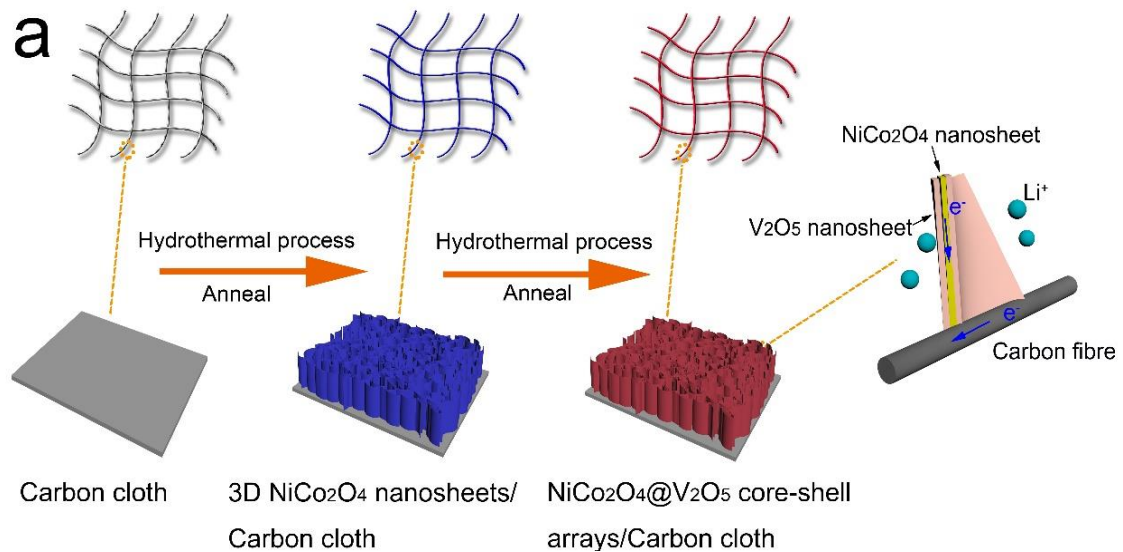 a
Hydrothermal process
Anneal
Hydrothermal process
Anneal
NiCo2O4 nanosheet
Li+
V2O5 nanosheet
e-
e-
Carbon fibre
Carbon cloth
3D NiCo2O4 nanosheets/
Carbon cloth
NiCo2O4@V2O5 core-shell
arrays/Carbon cloth